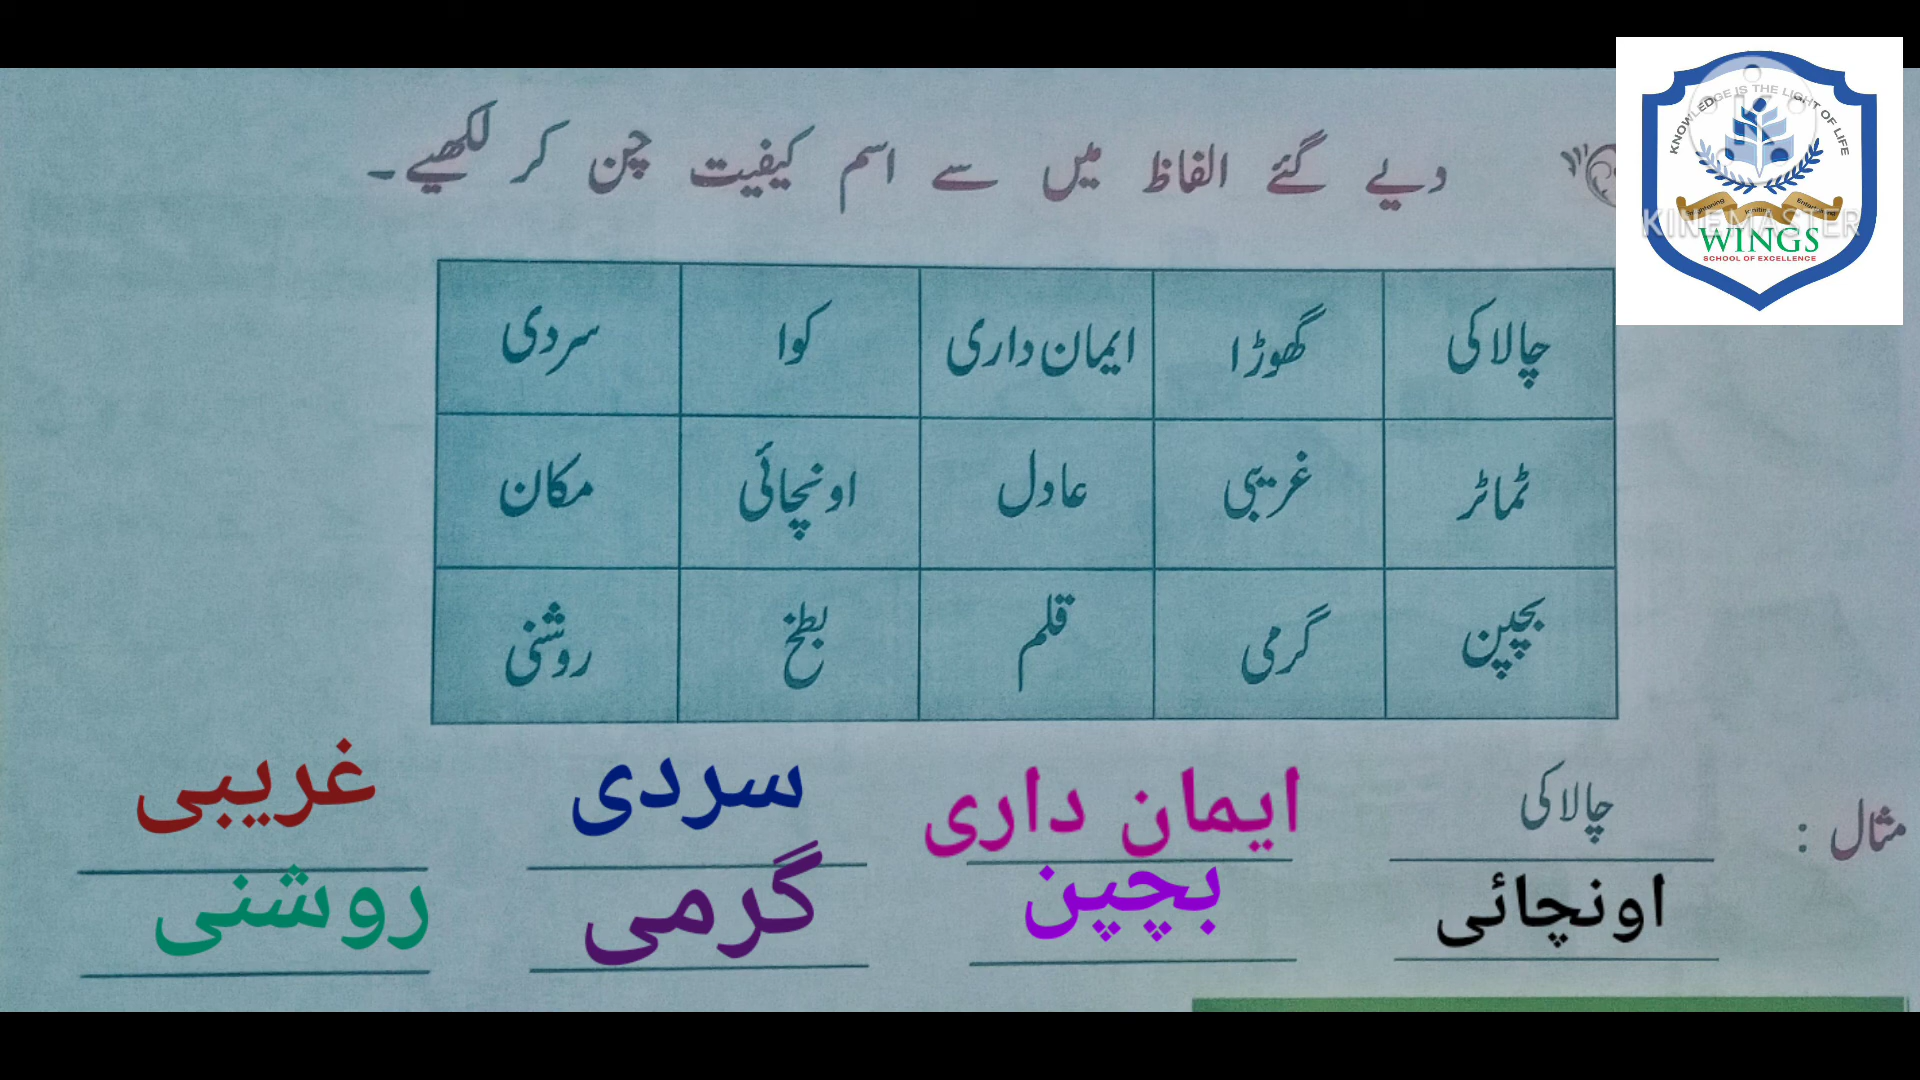 دیے گئے الفاظ میں سے اسم کیفیت چن کر لکھیے۔
KNOWLEDGE IS THE LIGHT OF LIFE
KINEMASTER
WINGS
SCHOOL OF EXCELLENCE
چالاکی گھوڑا ایمان داری کوا سردی
ٹماٹر غریبی عادل اونچائی مکان
بچپن گرمی قلم بطخ روشنی
مثال : چالاکی ایمان داری سردی غریبی
اونچائی بچپن گرمی روشنی